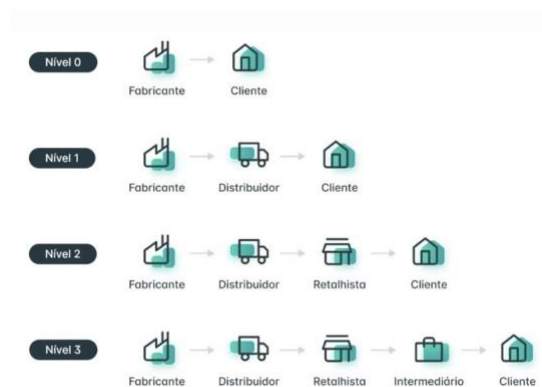 Nível 0
Fabricante Cliente
Nível 1
Fabricante Distribuidor Cliente
Nível 2
Fabricante Distribuidor Retalhista Cliente
Nível 3
Fabricante Distribuidor Retalhista Intermediário Cliente